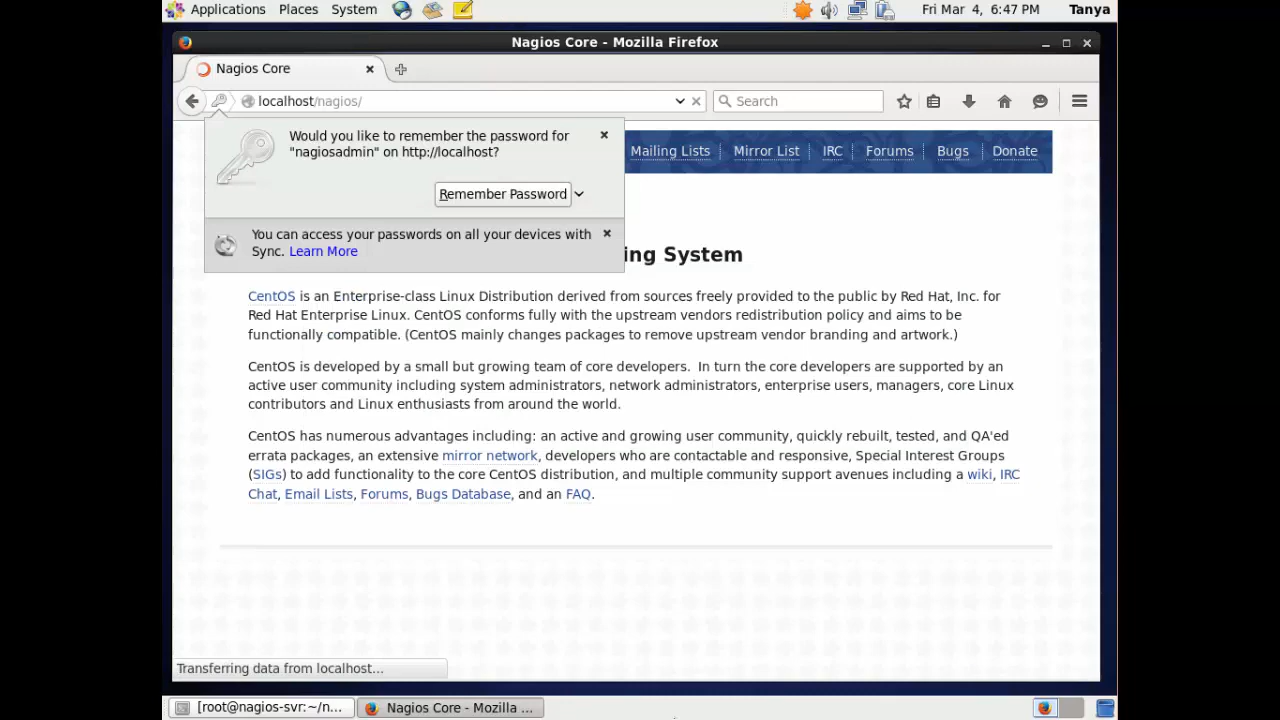 Applications Places System Fri Mar 4, 6:47 PM Tanya
Nagios Core - Mozilla Firefox
Nagios Core
localhost/nagios/ Search
Would you like to remember the password for
"nagiosadmin" on http://localhost?
Remember Password
You can access your passwords on all your devices with
Sync. Learn More
Mailing Lists Mirror List IRC Forums Bugs Donate
ing System
CentOS is an Enterprise-class Linux Distribution derived from sources freely provided to the public by Red Hat, Inc. for
Red Hat Enterprise Linux. CentOS conforms fully with the upstream vendors redistribution policy and aims to be
functionally compatible. (CentOS mainly changes packages to remove upstream vendor branding and artwork.)
CentOS is developed by a small but growing team of core developers. In turn the core developers are supported by an
active user community including system administrators, network administrators, enterprise users, managers, core Linux
contributors and Linux enthusiasts from around the world.
CentOS has numerous advantages including: an active and growing user community, quickly rebuilt, tested, and QA'ed
errata packages, an extensive mirror network, developers who are contactable and responsive, Special Interest Groups
(SIGs) to add functionality to the core CentOS distribution, and multiple community support avenues including a wiki, IRC
Chat, Email Lists, Forums, Bugs Database, and an FAQ.
Transferring data from localhost...
[root@nagios-svr:~/n... Nagios Core - Mozilla ...